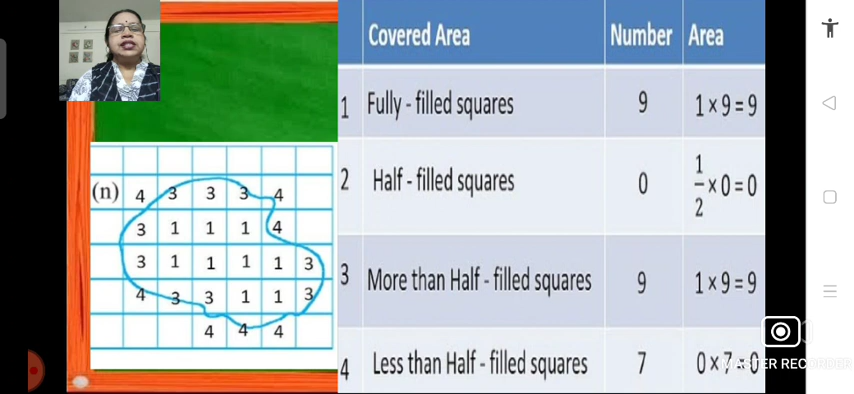 Covered Area Number Area
1 Fully - filled squares 9 1 × 9 = 9
2 Half - filled squares 0 1/2 × 0 = 0
3 More than Half - filled squares 9 1 × 9 = 9
4 Less than Half - filled squares 7 0 × 7 = 0
(n) 4 3 3 3 4
3 1 1 1 4
3 1 1 1 1 3
4 3 3 1 1 3
4 4 4
MASTER RECORDER